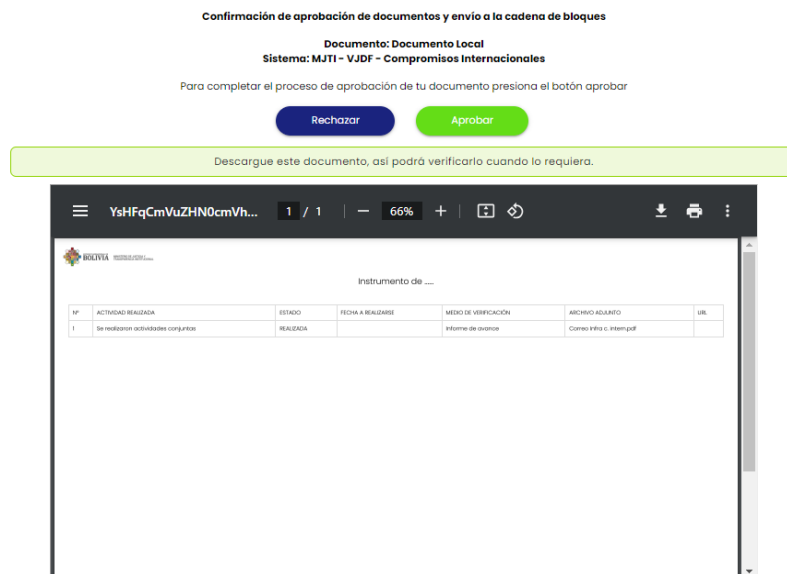 Confirmación de aprobación de documentos y envío a la cadena de bloques
Documento: Documento Local
Sistema: MJTI - VJDF - Compromisos Internacionales
Para completar el proceso de aprobación de tu documento presiona el botón aprobar
Rechazar Aprobar
Descargue este documento, así podrá verificarlo cuando lo requiera.
YsHFqCmVuZHN0cmVh... 1 / 1 66%
BOLIVIA
Instrumento de .....
Nº ACTIVIDAD REALIZADA ESTADO FECHA A REALIZARSE MEDIO DE VERIFICACIÓN ARCHIVO ADJUNTO URL
1 Se realizaron actividades conjuntas REALIZADA Informe de avance Correo Infra c. intern.pdf